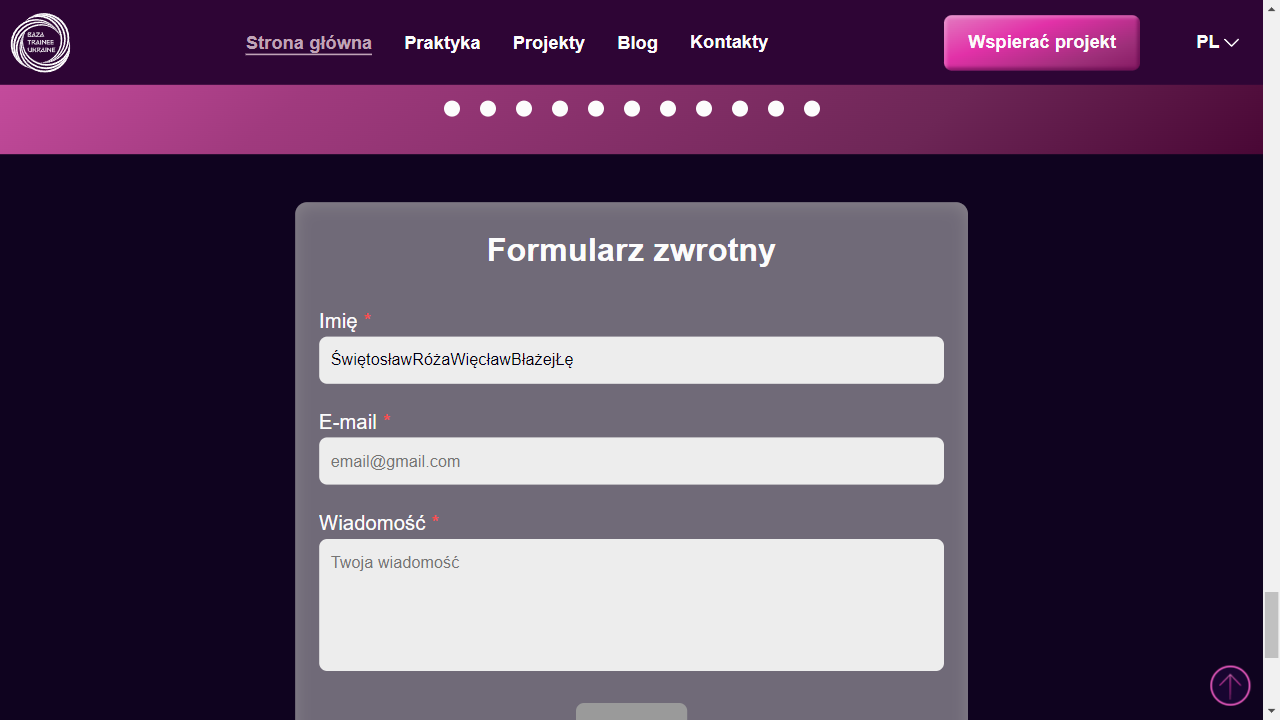 BAZA
TRAINEE
UKRAINE
Strona główna Praktyka Projekty Blog Kontakty Wspierać projekt PL
Formularz zwrotny
Imię *
ŚwiętosławRóżaWięcławBłażejŁę
E-mail *
email@gmail.com
Wiadomość *
Twoja wiadomość